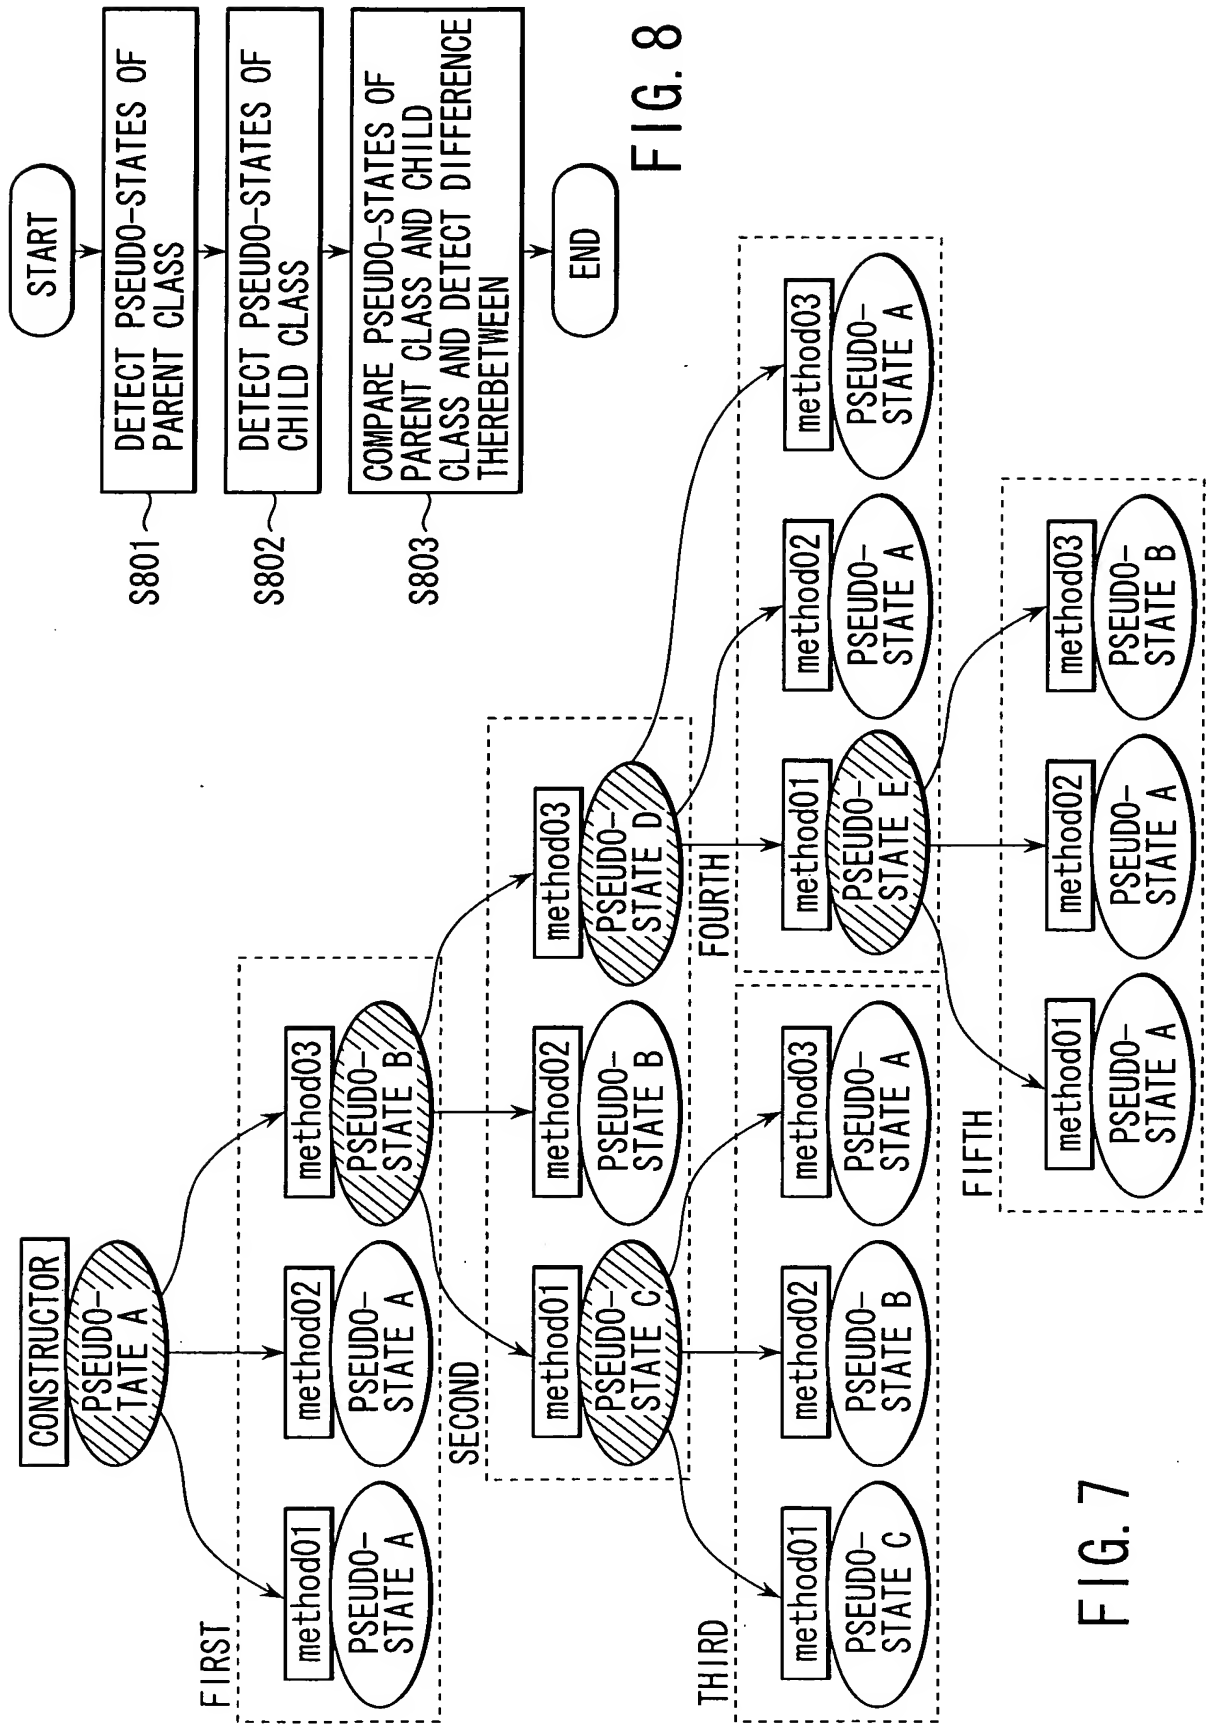 CONSTRUCTOR
PSEUDO-
TATE A
FIRST
method01
PSEUDO-
STATE A
method02
PSEUDO-
STATE A
method03
PSEUDO-
STATE B
SECOND
method01
PSEUDO-
STATE C
method02
PSEUDO-
STATE B
method03
PSEUDO-
STATE D
THIRD
method01
PSEUDO-
STATE C
method02
PSEUDO-
STATE B
method03
PSEUDO-
STATE A
FOURTH
method01
PSEUDO-
STATE E
method02
PSEUDO-
STATE A
method03
PSEUDO-
STATE A
FIFTH
method01
PSEUDO-
STATE A
method02
PSEUDO-
STATE A
method03
PSEUDO-
STATE B
FIG. 7
START
S801
DETECT PSEUDO-STATES OF
PARENT CLASS
S802
DETECT PSEUDO-STATES OF
CHILD CLASS
S803
COMPARE PSEUDO-STATES OF
PARENT CLASS AND CHILD
CLASS AND DETECT DIFFERENCE
THEREBETWEEN
END
FIG. 8